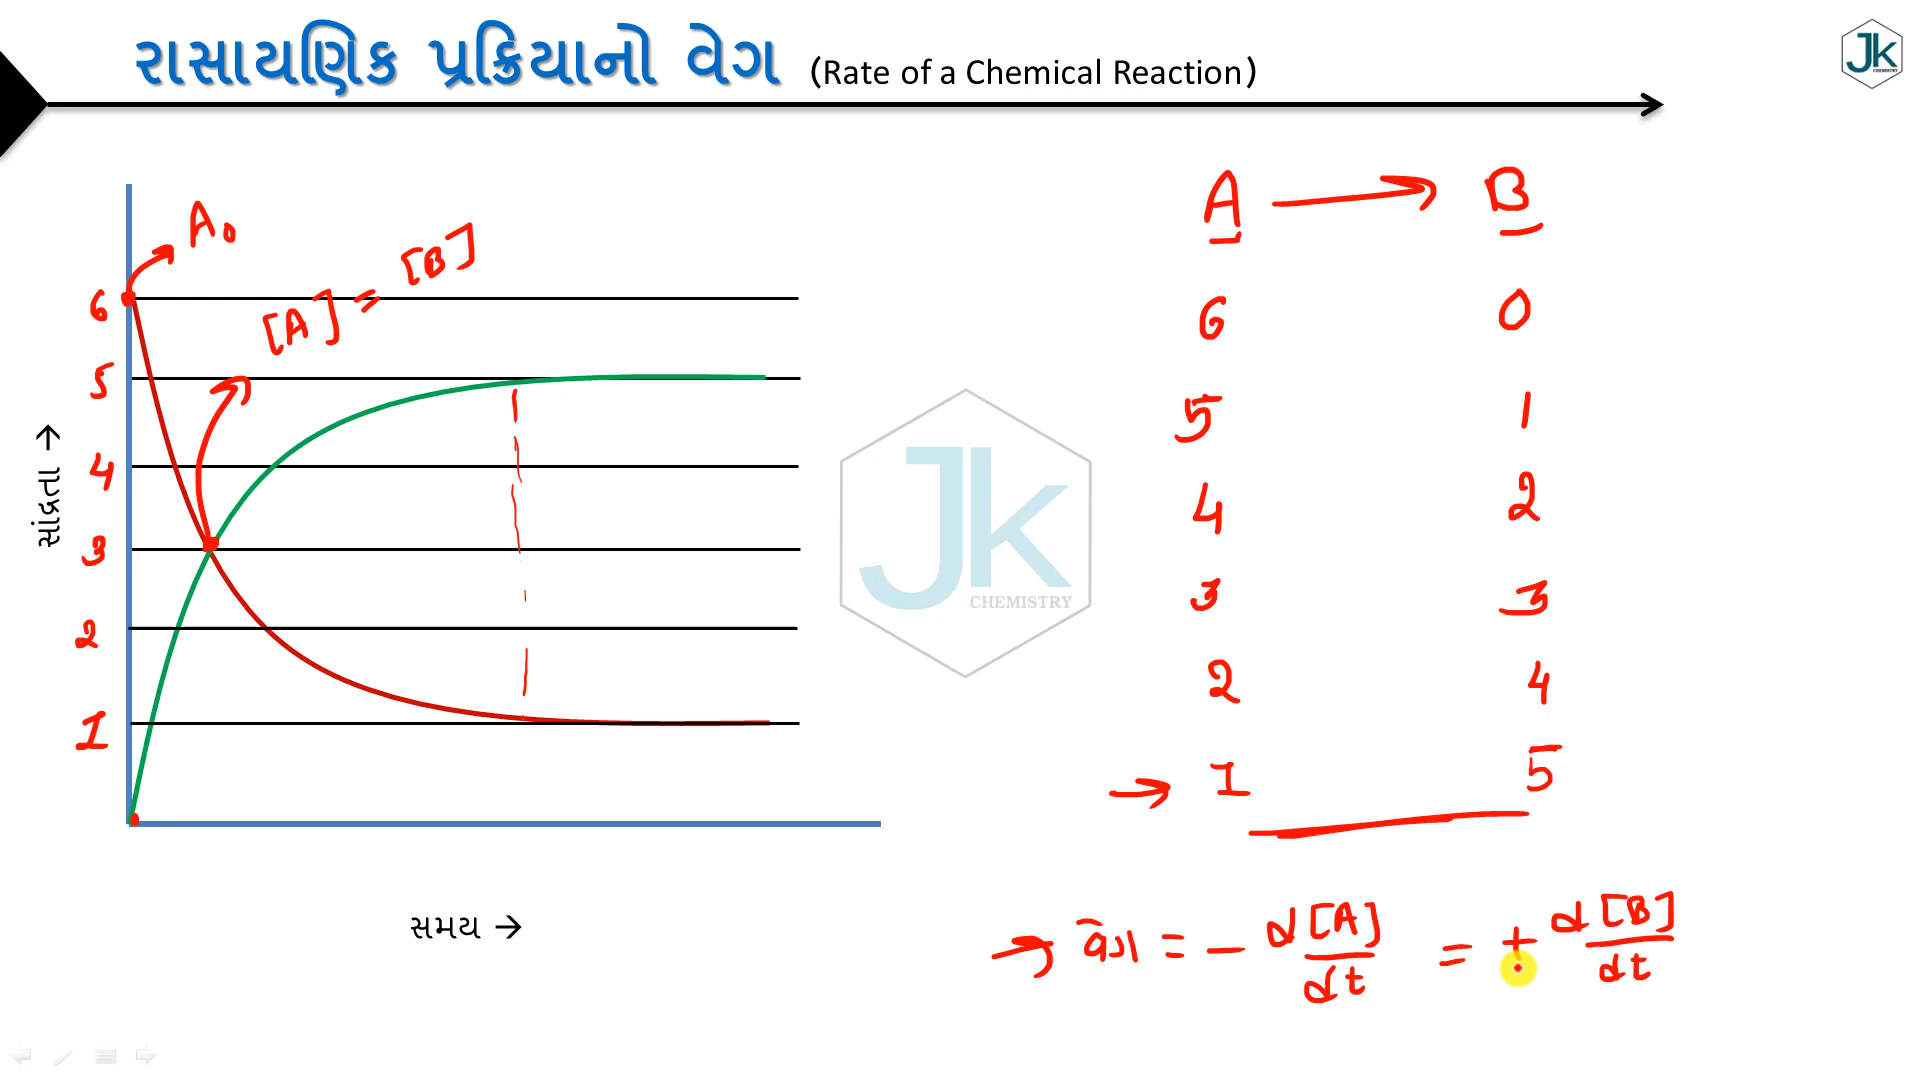 રાસાયણિક પ્રક્રિયાનો વેગ (Rate of a Chemical Reaction)
JK
CHEMISTRY
A₀
[A] = [B]
6
5
4
3
2
1
સાંદ્રતા →
સમય →
JK
CHEMISTRY
A → B
6 0
5 1
4 2
3 3
2 4
→ 1 5
→ વેગ = - d[A]/dt = + d[B]/dt